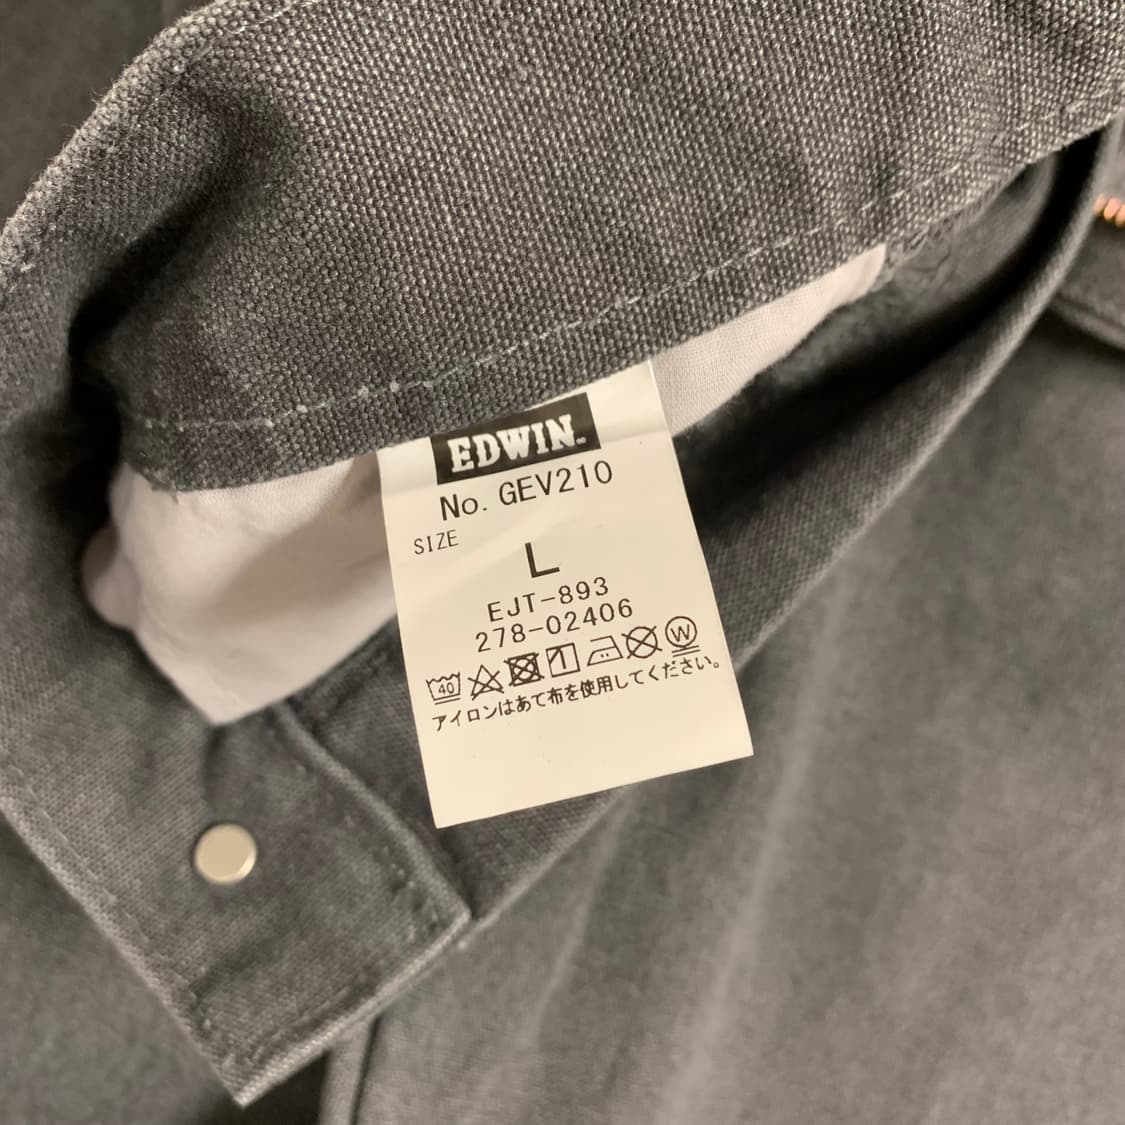 EDWIN
No. GEV210
SIZE
L
EJT-893
278-02406
40 W
アイロンはあて布を使用してください。